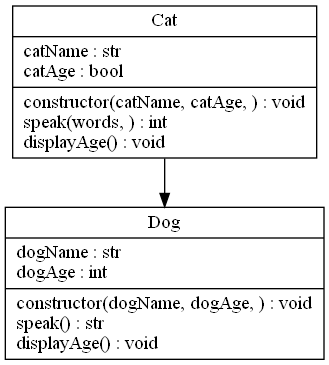 Cat
catName : str
catAge : bool
constructor(catName, catAge, ) : void
speak(words, ) : int
displayAge() : void
Dog
dogName : str
dogAge : int
constructor(dogName, dogAge, ) : void
speak() : str
displayAge() : void